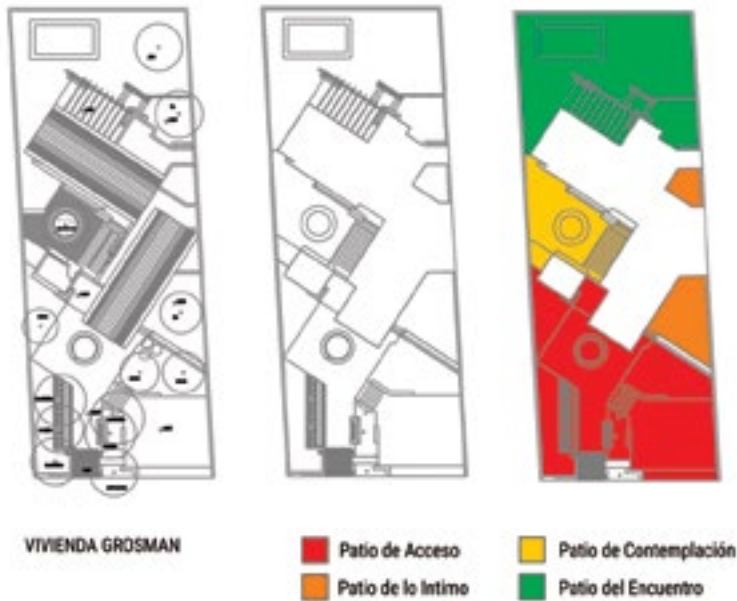 VIVIENDA GROSMAN
Patio de Acceso
Patio de Contemplación
Patio de lo Intimo
Patio del Encuentro